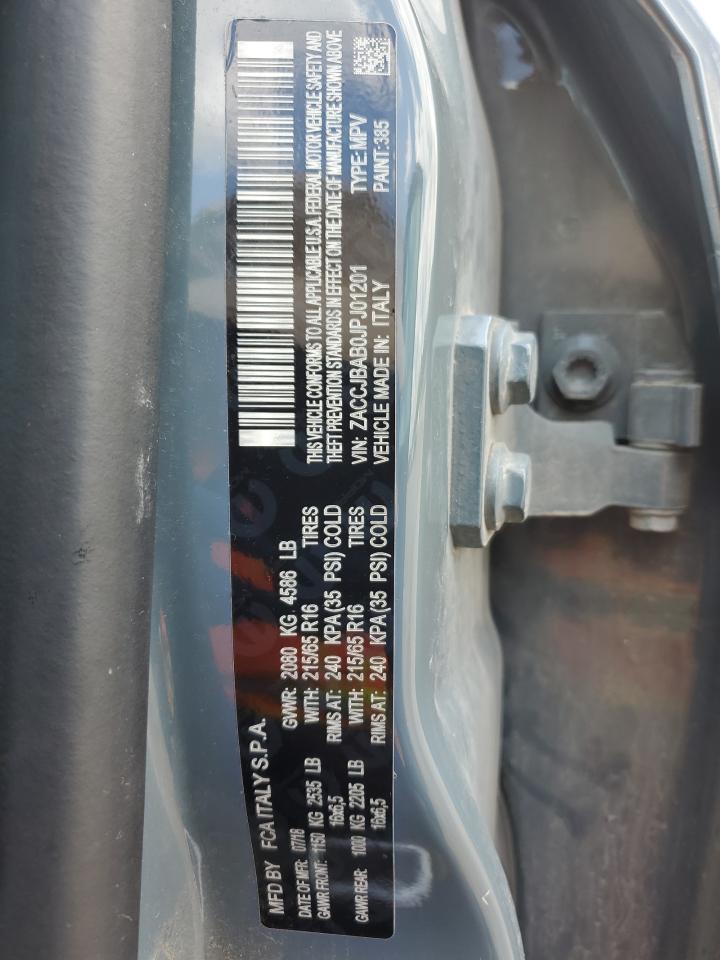 MFD BY FCA ITALY S.P.A.
DATE OF MFR: 07/18 GWWR: 2080 KG 4586 LB
GAWR FRONT: 1150 KG 2535 LB WITH: 215/65 R16 TIRES
16x6,5 RIMS AT: 240 KPA (35 PSI) COLD
GAWR REAR: 1000 KG 2205 LB WITH: 215/65 R16 TIRES
16x6,5 RIMS AT: 240 KPA (35 PSI) COLD
THIS VEHICLE CONFORMS TO ALL APPLICABLE U.S.A. FEDERAL MOTOR VEHICLE SAFETY AND
THEFT PREVENTION STANDARDS IN EFFECT ON THE DATE OF MANUFACTURE SHOWN ABOVE
VIN: ZACCJBAB0JPJ01201 TYPE: MPV
VEHICLE MADE IN: ITALY PAINT: 385